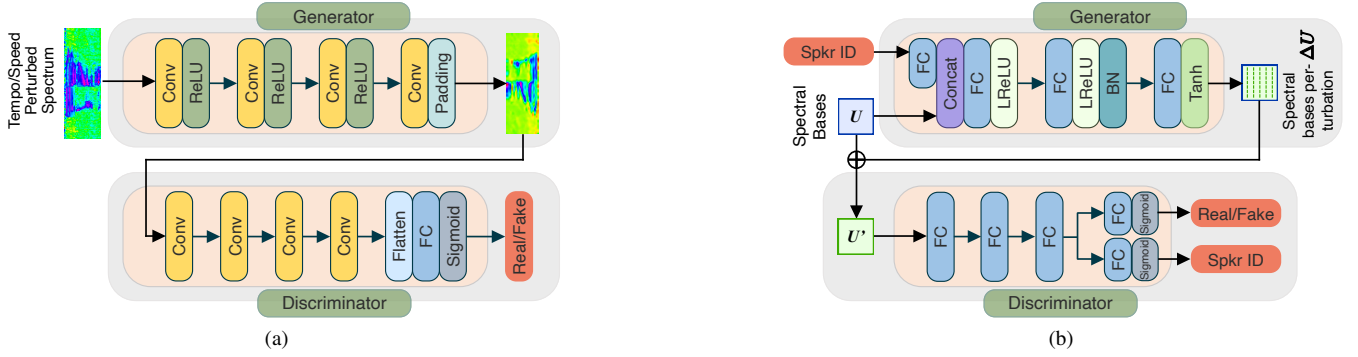 Generator
Tempo/Speed
Perturbed
Spectrum
Conv
ReLU
Conv
ReLU
Conv
ReLU
Conv
Padding
Conv
Conv
Conv
Conv
Flatten
FC
Sigmoid
Real/Fake
Discriminator
(a)
Generator
Spkr ID
FC
Concat
FC
LReLU
FC
LReLU
BN
FC
Tanh
Spectral
bases per-
turbation
ΔU
Spectral
Bases
U
U'
FC
FC
FC
FC
Sigmoid
Real/Fake
FC
Sigmoid
Spkr ID
Discriminator
(b)